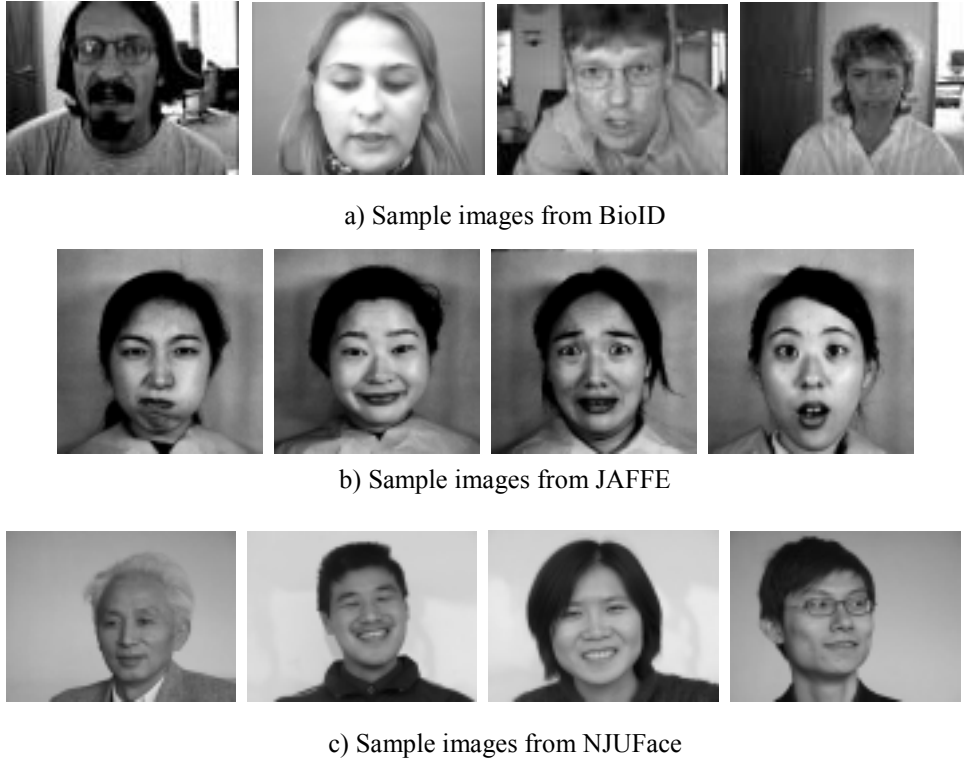 a) Sample images from BioID
b) Sample images from JAFFE
c) Sample images from NJUFace